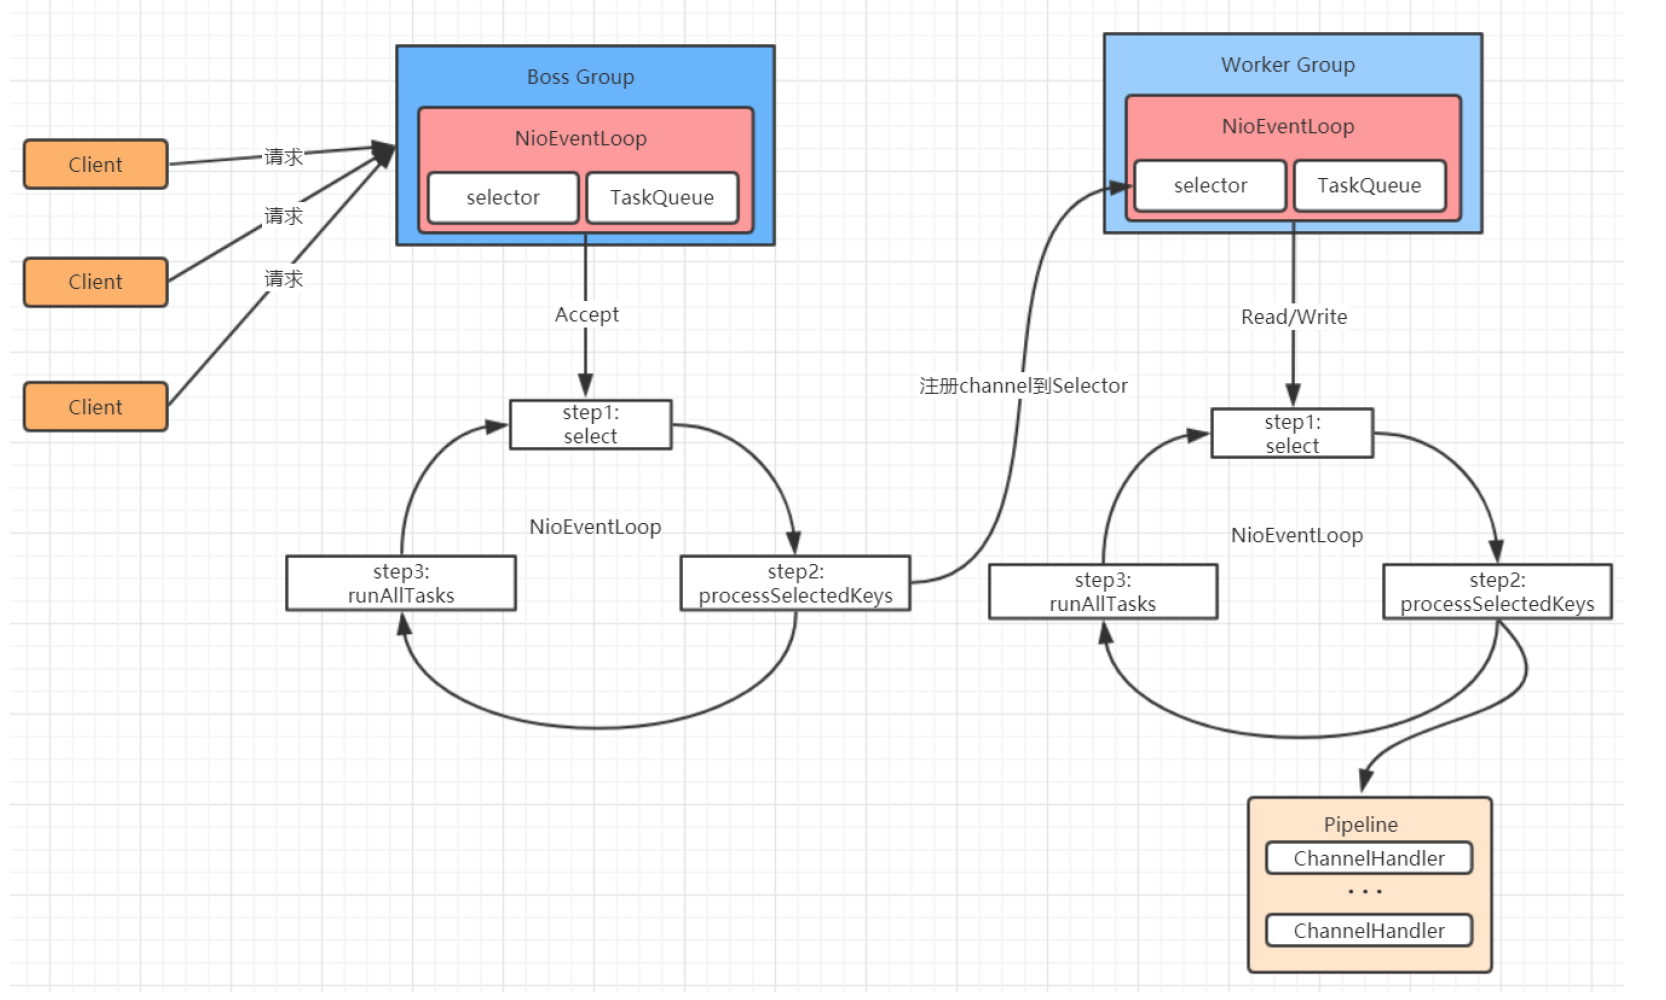 Client
请求
Client
请求
Client
请求
Boss Group
NioEventLoop
selector
TaskQueue
Accept
step1:
select
NioEventLoop
step2:
processSelectedKeys
step3:
runAllTasks
注册channel到Selector
Worker Group
NioEventLoop
selector
TaskQueue
Read/Write
step1:
select
NioEventLoop
step2:
processSelectedKeys
step3:
runAllTasks
Pipeline
ChannelHandler
...
ChannelHandler